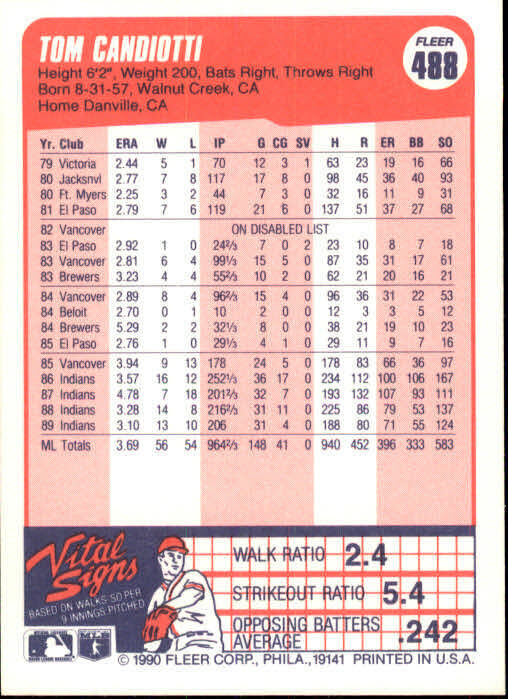 TOM CANDIOTTI
FLEER
488
Height 6'2", Weight 200, Bats Right, Throws Right
Born 8-31-57, Walnut Creek, CA
Home Danville, CA
Yr. Club ERA W L IP G CG SV H R ER BB SO
79 Victoria 2.44 5 1 70 12 3 1 63 23 19 16 66
80 Jacksnvl 2.77 7 8 117 17 8 0 98 45 36 40 93
80 Ft. Myers 2.25 3 2 44 7 3 0 32 16 11 9 31
81 El Paso 2.79 7 6 119 21 6 0 137 51 37 27 68
82 Vancouver ON DISABLED LIST
83 El Paso 2.92 1 0 24⅔ 7 0 2 23 10 8 7 18
83 Vancouver 2.81 6 4 99⅓ 15 5 0 87 35 31 17 61
83 Brewers 3.23 4 4 55⅔ 10 2 0 62 21 20 16 21
84 Vancouver 2.89 8 4 96⅔ 15 4 0 96 36 31 22 53
84 Beloit 2.70 0 1 10 2 0 0 12 3 3 5 12
84 Brewers 5.29 2 2 32⅓ 8 0 0 38 21 19 10 23
85 El Paso 2.76 1 0 29⅓ 4 1 0 29 11 9 7 16
85 Vancouver 3.94 9 13 178 24 5 0 178 83 66 36 97
86 Indians 3.57 16 12 252⅓ 36 17 0 234 112 100 106 167
87 Indians 4.78 7 18 201⅔ 32 7 0 193 132 107 93 111
88 Indians 3.28 14 8 216⅔ 31 11 0 225 86 79 53 137
89 Indians 3.10 13 10 206 31 4 0 188 80 71 55 124
ML Totals 3.69 56 54 964⅔ 148 41 0 940 452 396 333 583
Vital
Signs
BASED ON WALKS, SO PER
9 INNINGS PITCHED
WALK RATIO 2.4
STRIKEOUT RATIO 5.4
OPPOSING BATTERS
AVERAGE .242
© 1990 FLEER CORP., PHILA., 19141 PRINTED IN U.S.A.